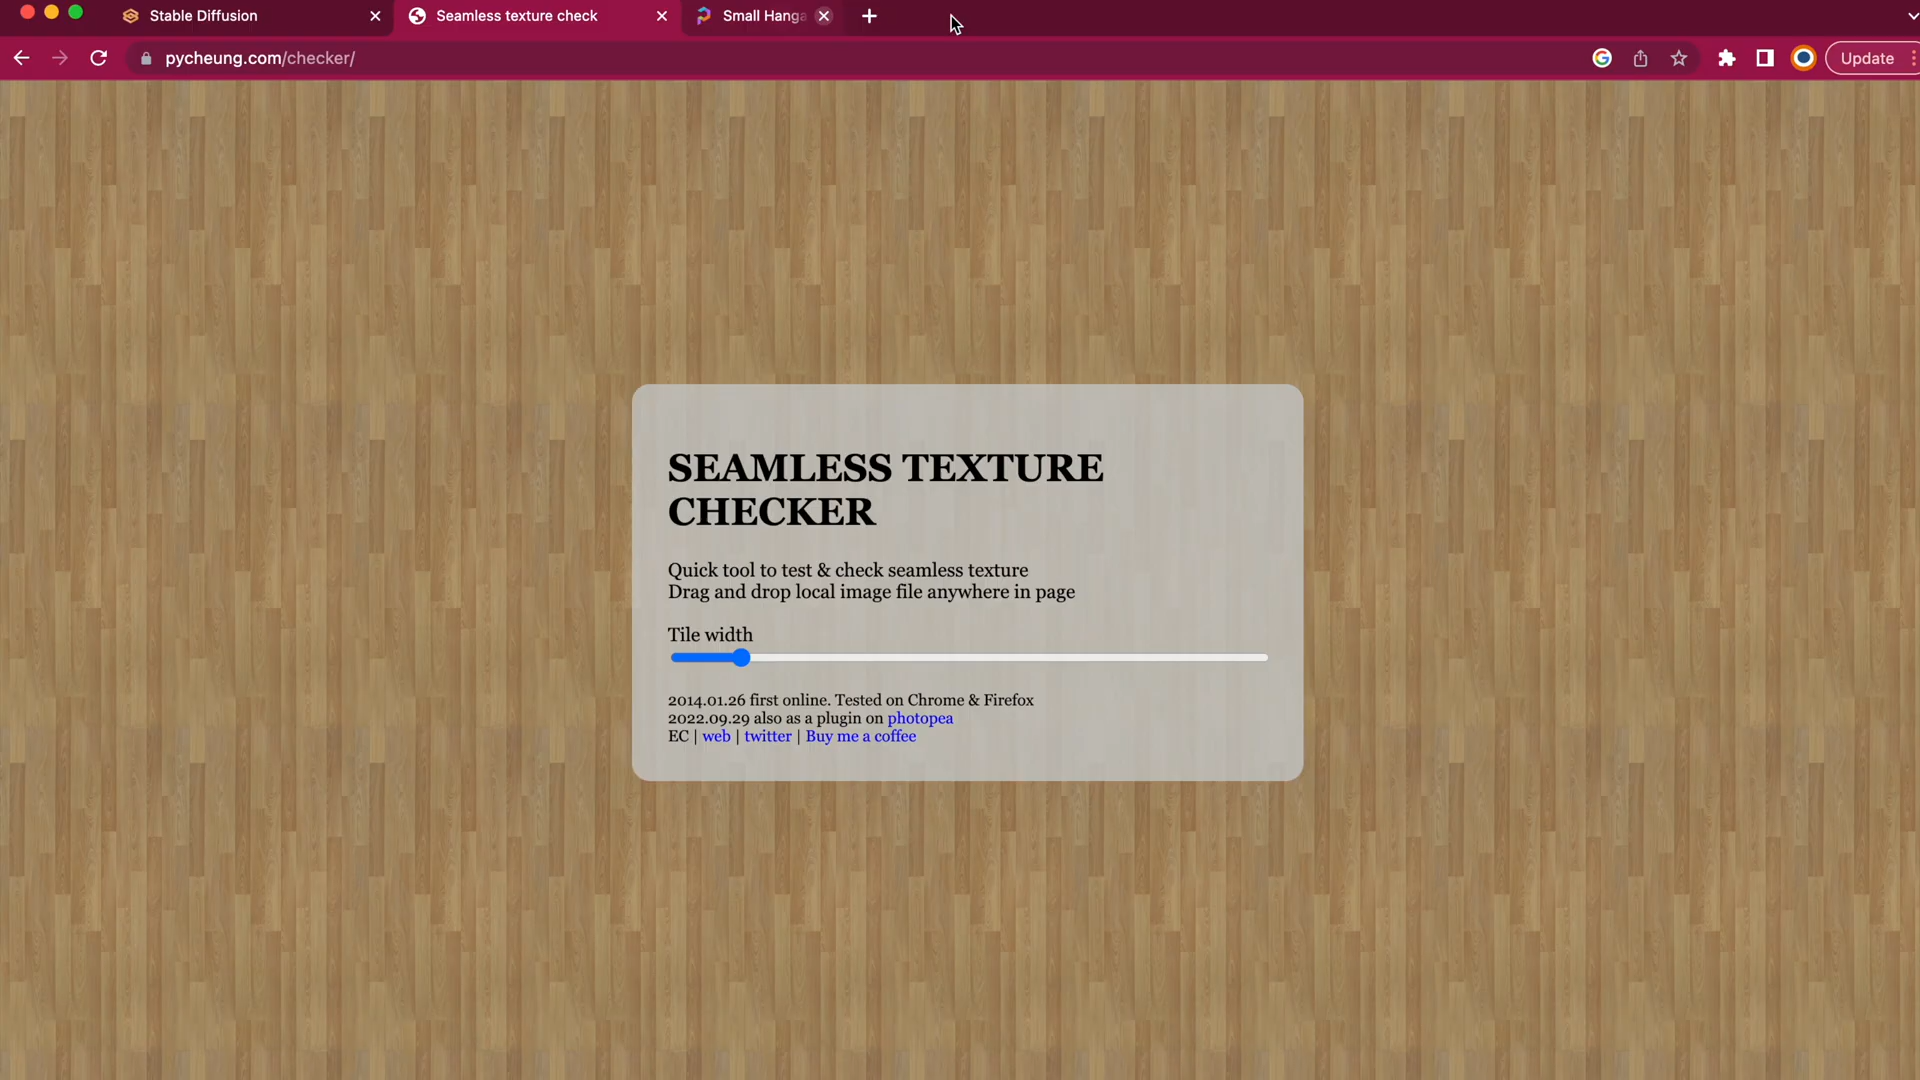 Stable Diffusion
Seamless texture check
Small Hanga
pycheung.com/checker/
Update
SEAMLESS TEXTURE
CHECKER
Quick tool to test & check seamless texture
Drag and drop local image file anywhere in page
Tile width
2014.01.26 first online. Tested on Chrome & Firefox
2022.09.29 also as a plugin on photopea
EC | web | twitter | Buy me a coffee